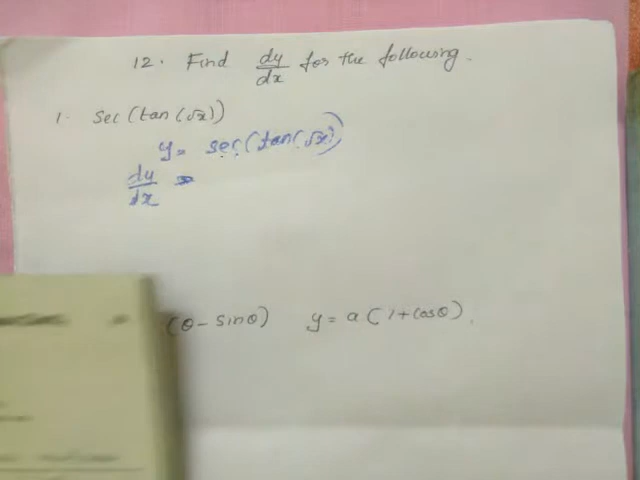 12. Find dy/dx for the following.
1. sec(tan(√x))
y = sec(tan(√x))
dy/dx =
(θ - sinθ) y = a(1+cosθ).